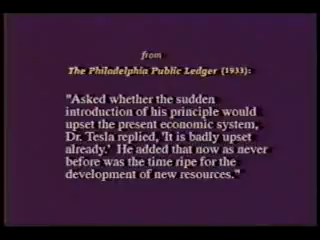 from
The Philadelphia Public Ledger (1933):
"Asked whether the sudden
introduction of his principle would
upset the present economic system,
Dr. Tesla replied, 'It is badly upset
already.' He added that now as never
before was the time ripe for the
development of new resources."